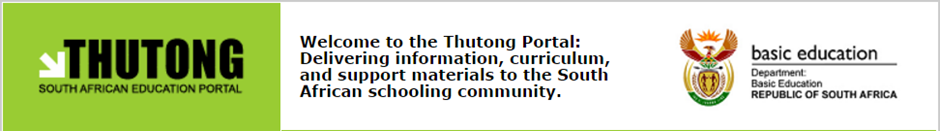 THUTONG
SOUTH AFRICAN EDUCATION PORTAL
Welcome to the Thutong Portal:
Delivering information, curriculum,
and support materials to the South
African schooling community.
basic education
Department:
Basic Education
REPUBLIC OF SOUTH AFRICA